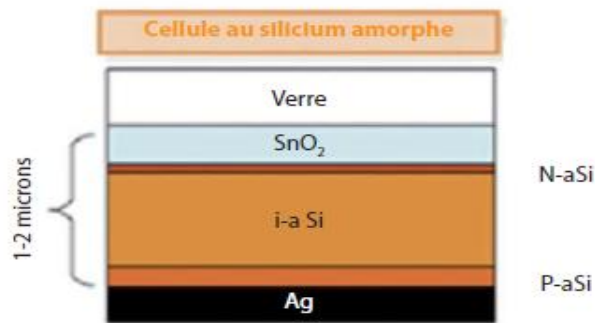 Cellule au silicium amorphe
Verre
SnO₂
N-aSi
i-a Si
1-2 microns
P-aSi
Ag